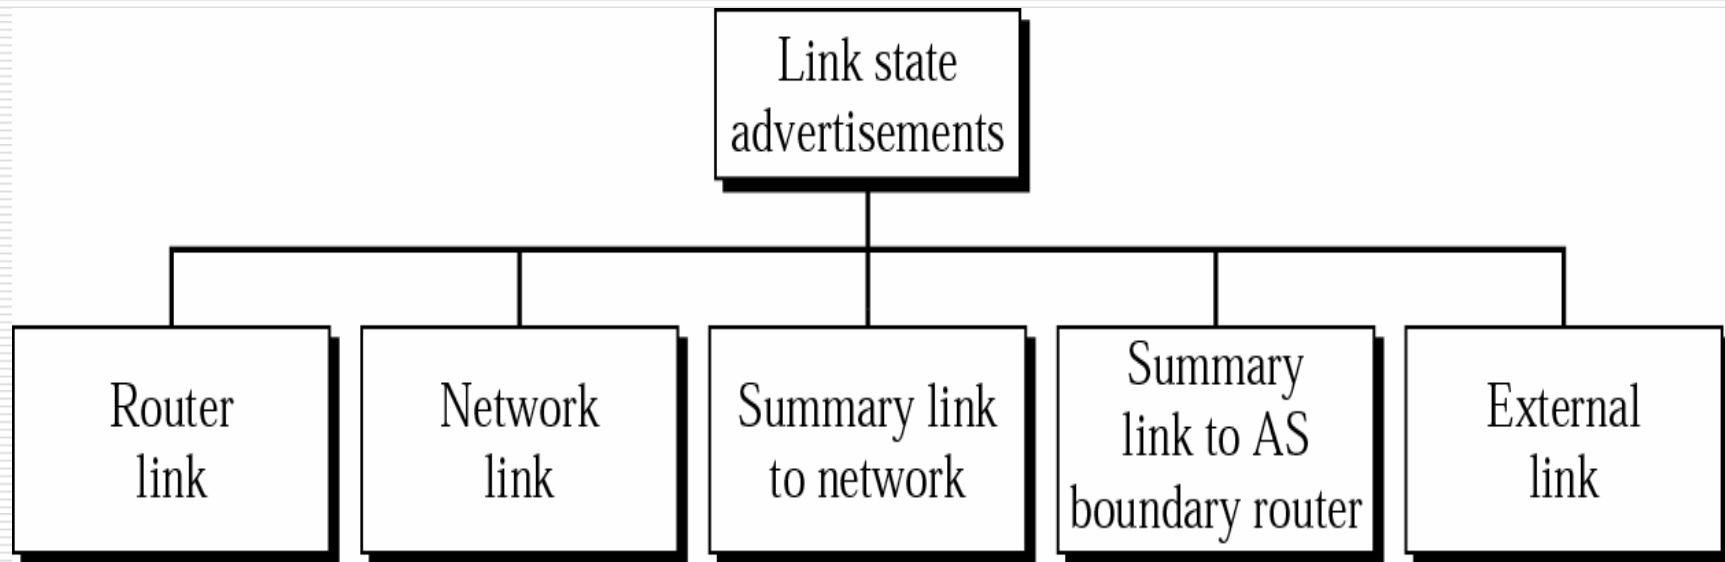 Link state
advertisements
Router
link
Network
link
Summary link
to network
Summary
link to AS
boundary router
External
link